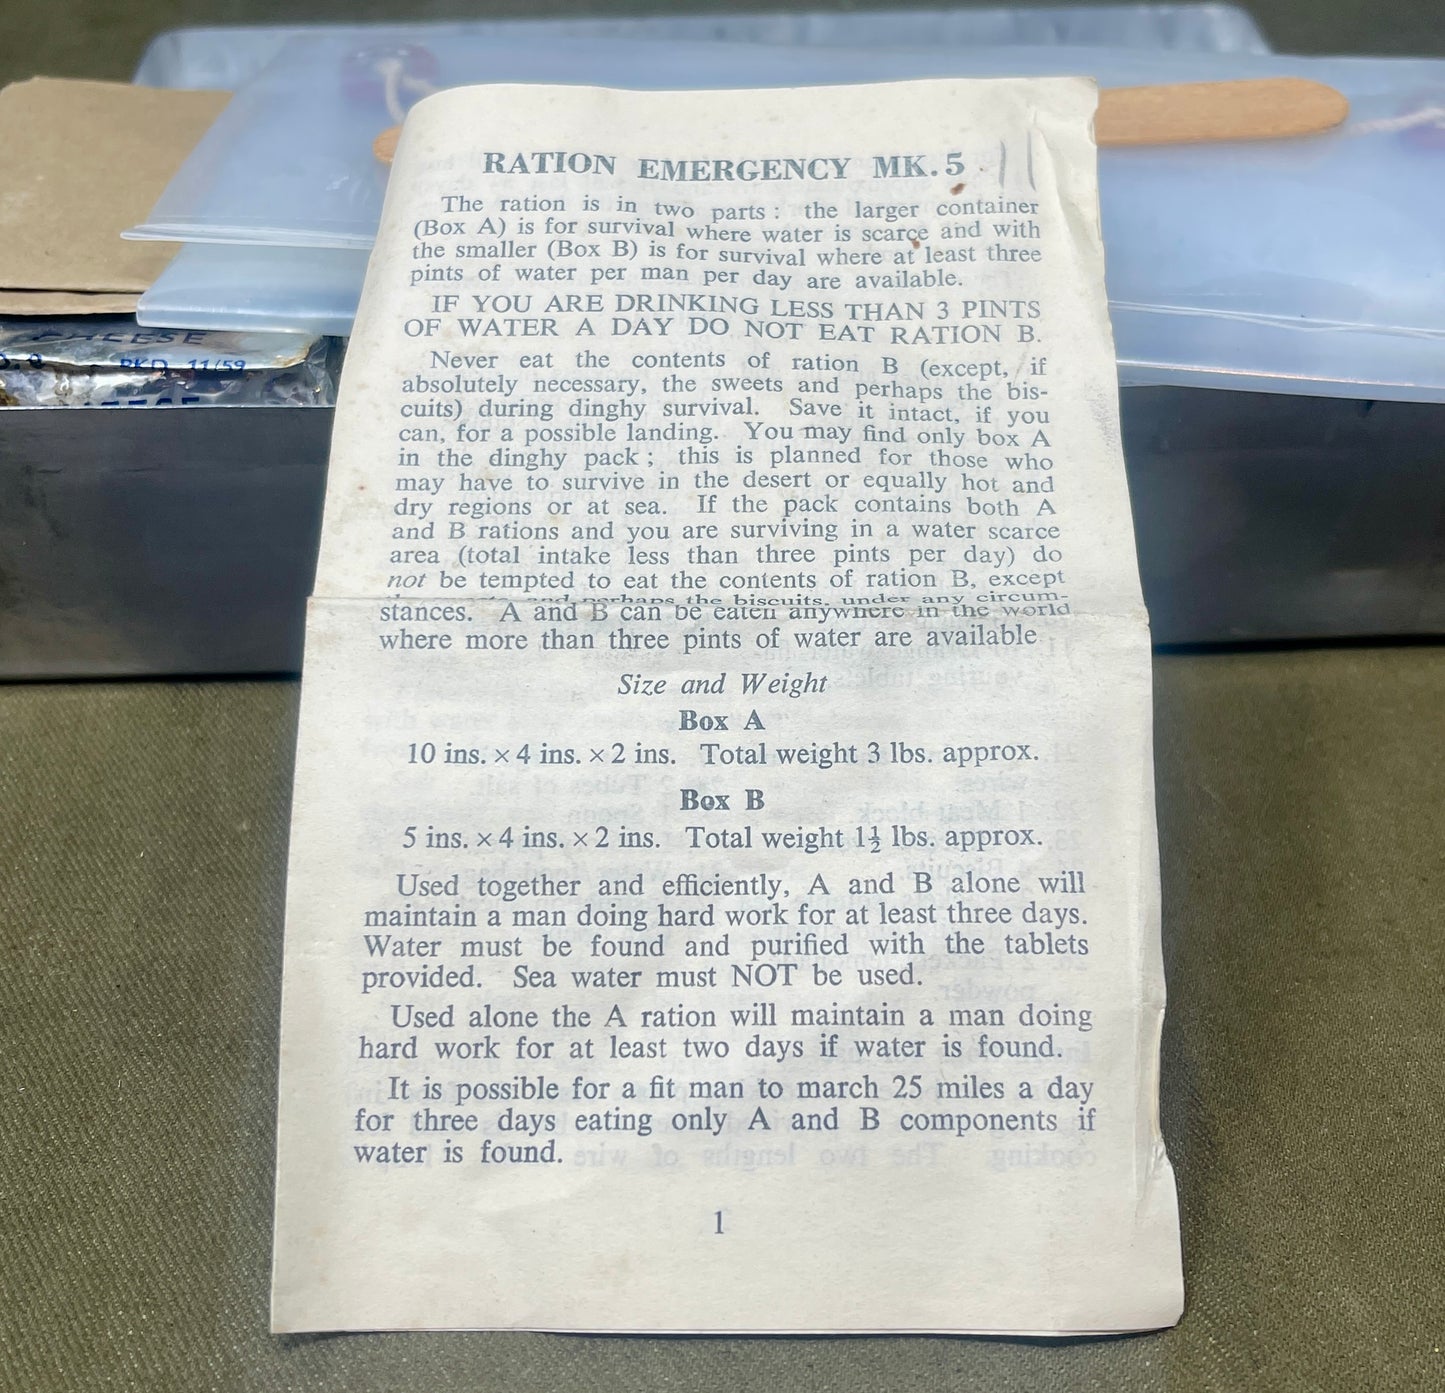 RATION EMERGENCY MK. 5
The ration is in two parts : the larger container
(Box A) is for survival where water is scarce and with
the smaller (Box B) is for survival where at least three
pints of water per man per day are available.
IF YOU ARE DRINKING LESS THAN 3 PINTS
OF WATER A DAY DO NOT EAT RATION B.
Never eat the contents of ration B (except, if
absolutely necessary, the sweets and perhaps the bis-
cuits) during dinghy survival. Save it intact, if you
can, for a possible landing. You may find only box A
in the dinghy pack ; this is planned for those who
may have to survive in the desert or equally hot and
dry regions or at sea. If the pack contains both A
and B rations and you are surviving in a water scarce
area (total intake less than three pints per day) do
not be tempted to eat the contents of ration B, except
and perhaps the biscuits, under any circum-
stances. A and B can be eaten anywhere in the world
where more than three pints of water are available
Size and Weight
Box A
10 ins. × 4 ins. × 2 ins. Total weight 3 lbs. approx.
Box B
5 ins. × 4 ins. × 2 ins. Total weight 1½ lbs. approx.
Used together and efficiently, A and B alone will
maintain a man doing hard work for at least three days.
Water must be found and purified with the tablets
provided. Sea water must NOT be used.
Used alone the A ration will maintain a man doing
hard work for at least two days if water is found.
It is possible for a fit man to march 25 miles a day
for three days eating only A and B components if
water is found.
1
CHEESE
PKD. 11/59